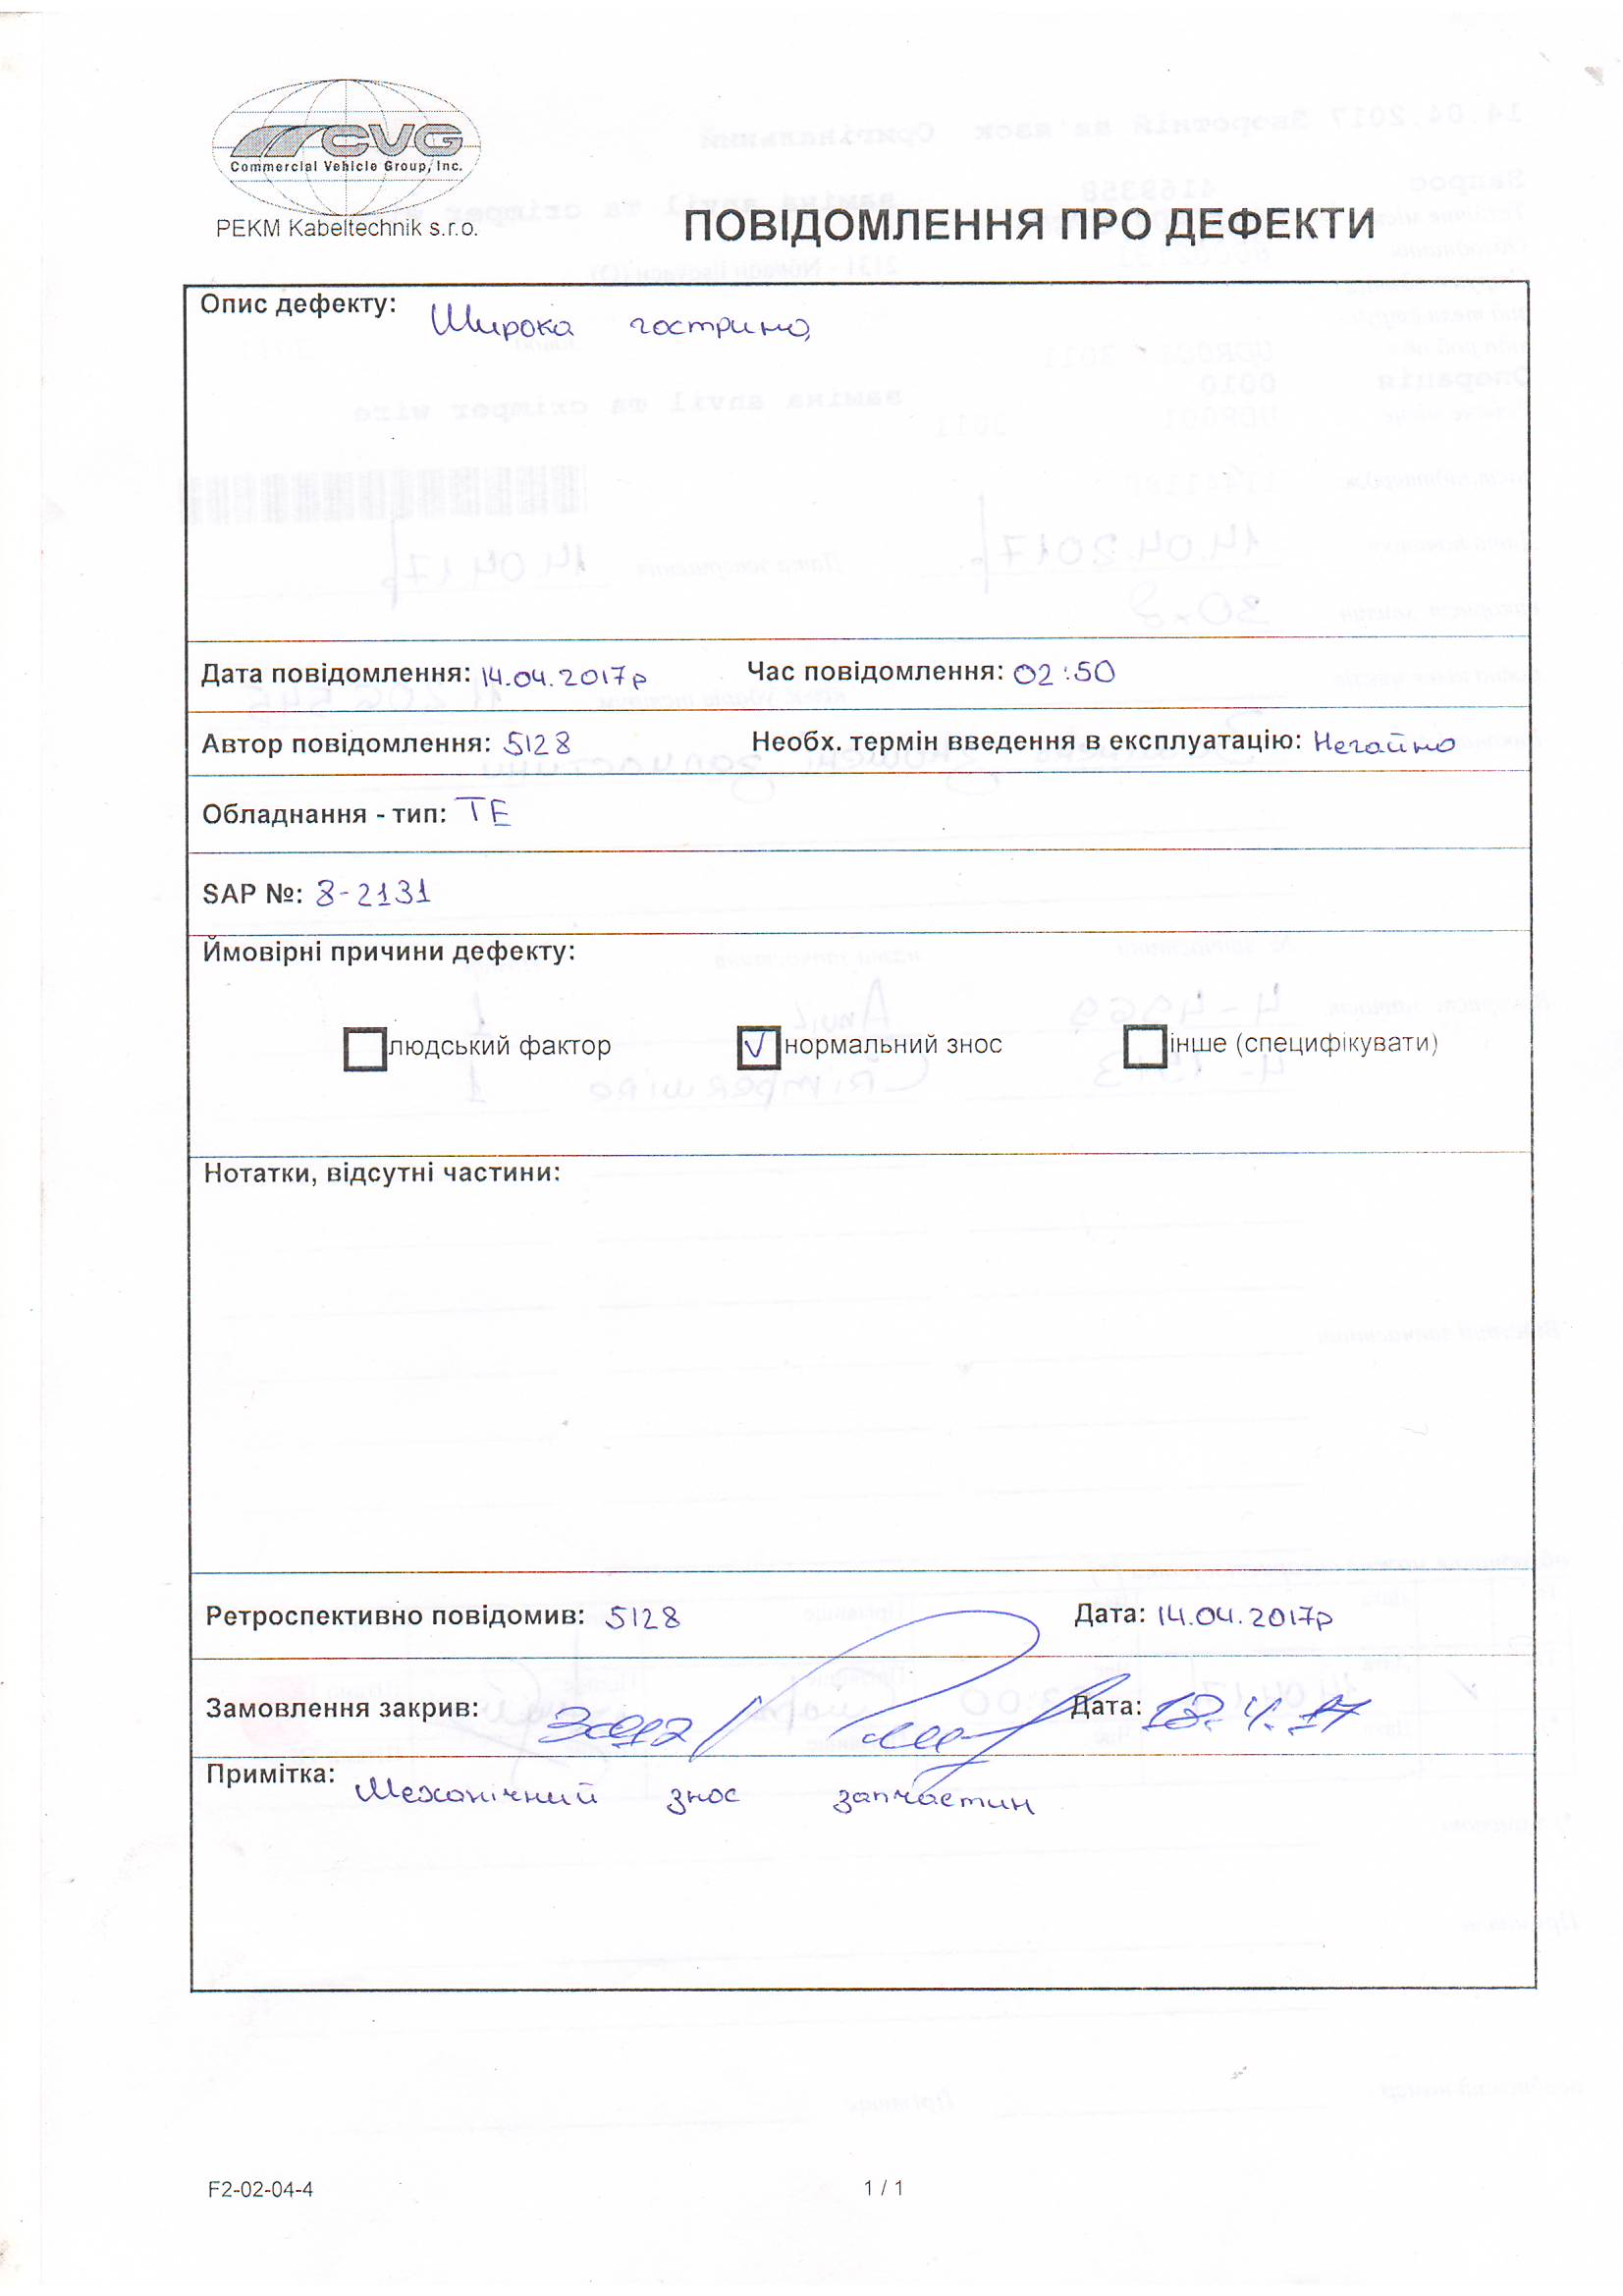 CVG
Commercial Vehicle Group, Inc.
PEKM Kabeltechnik s.r.o.
ПОВІДОМЛЕННЯ ПРО ДЕФЕКТИ
Опис дефекту: Широка гострина
Дата повідомлення: 14.04.2017р Час повідомлення: 02:50
Автор повідомлення: 5128 Необх. термін введення в експлуатацію: Негайно
Обладнання - тип: ТЕ
SAP №: 8-2131
Ймовірні причини дефекту:
людський фактор нормальний знос інше (специфікувати)
Нотатки, відсутні частини:
Ретроспективно повідомив: 5128 Дата: 14.04.2017р
Замовлення закрив: Дата:
Примітка: Механічний знос запчастин
F2-02-04-4 1 / 1